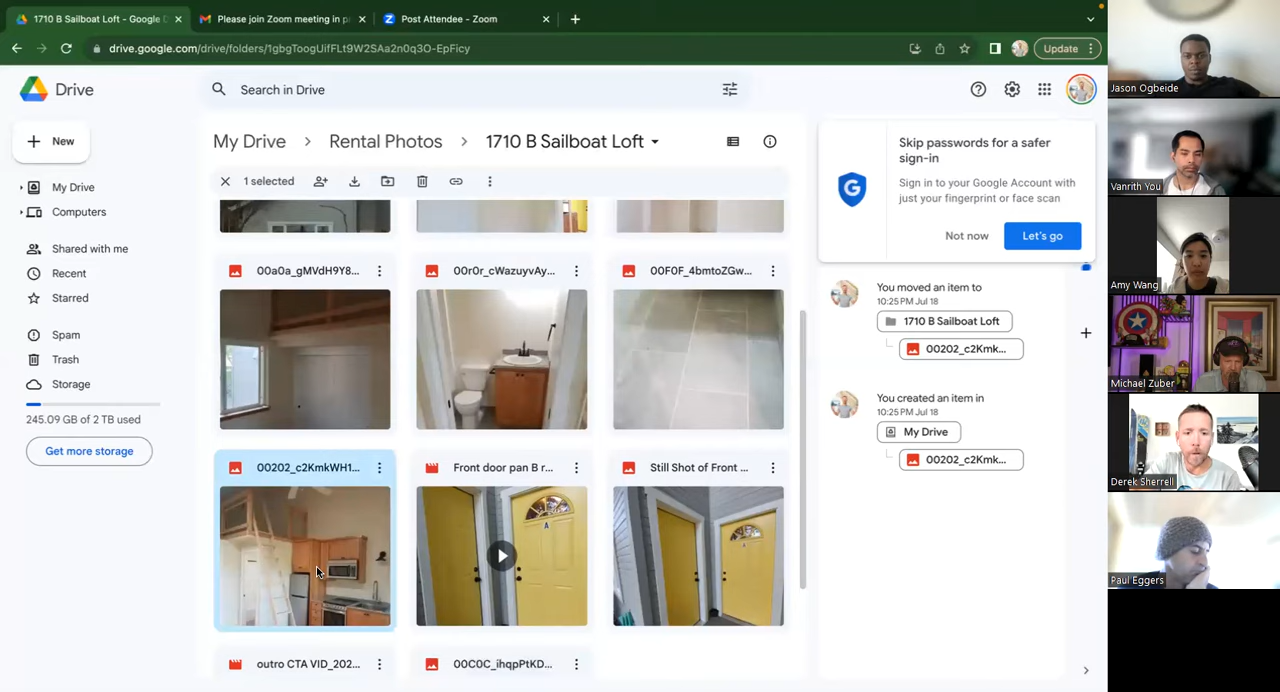 1710 B Sailboat Loft - Google D
Please join Zoom meeting in p
Post Attendee - Zoom
drive.google.com/drive/folders/1gbgToogUifFLt9W2SAa2n0q3O-EpFicy
Update
Drive
Search in Drive
New
My Drive
Computers
Shared with me
Recent
Starred
Spam
Trash
Storage
245.09 GB of 2 TB used
Get more storage
My Drive > Rental Photos > 1710 B Sailboat Loft
1 selected
00a0a_gMVdH9Y8...
00r0r_cWazuyvAy...
00F0F_4bmtoZGw...
00202_c2KmkWH1...
Front door pan B r...
Still Shot of Front ...
A
A
outro CTA VID_202...
00C0C_ihqpPtKD...
Skip passwords for a safer
sign-in
Sign in to your Google Account with
just your fingerprint or face scan
Not now
Let's go
You moved an item to
10:25 PM Jul 18
1710 B Sailboat Loft
00202_c2Kmk...
You created an item in
10:25 PM Jul 18
My Drive
00202_c2Kmk...
Jason Ogbeide
Vanrith You
Amy Wang
Michael Zuber
Derek Sherrell
Paul Eggers